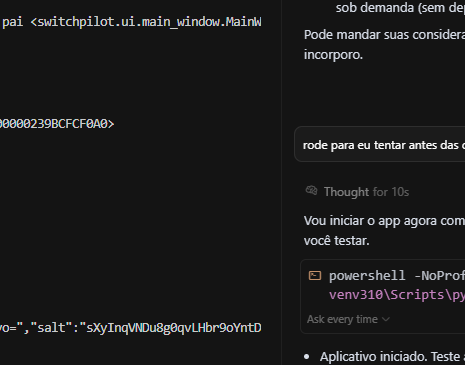 pai <switchpilot.ui.main_window.MainW
00000239BCFCF0A0>
vo=","salt":"sXyInqVNDu8g0qvLHbr9oYntD
sob demanda (sem dep
Pode mandar suas considera
incorporo.
rode para eu tentar antes das
Thought for 10s
Vou iniciar o app agora com
você testar.
powershell -NoProf
venv310\Scripts\py
Ask every time
• Aplicativo iniciado. Teste